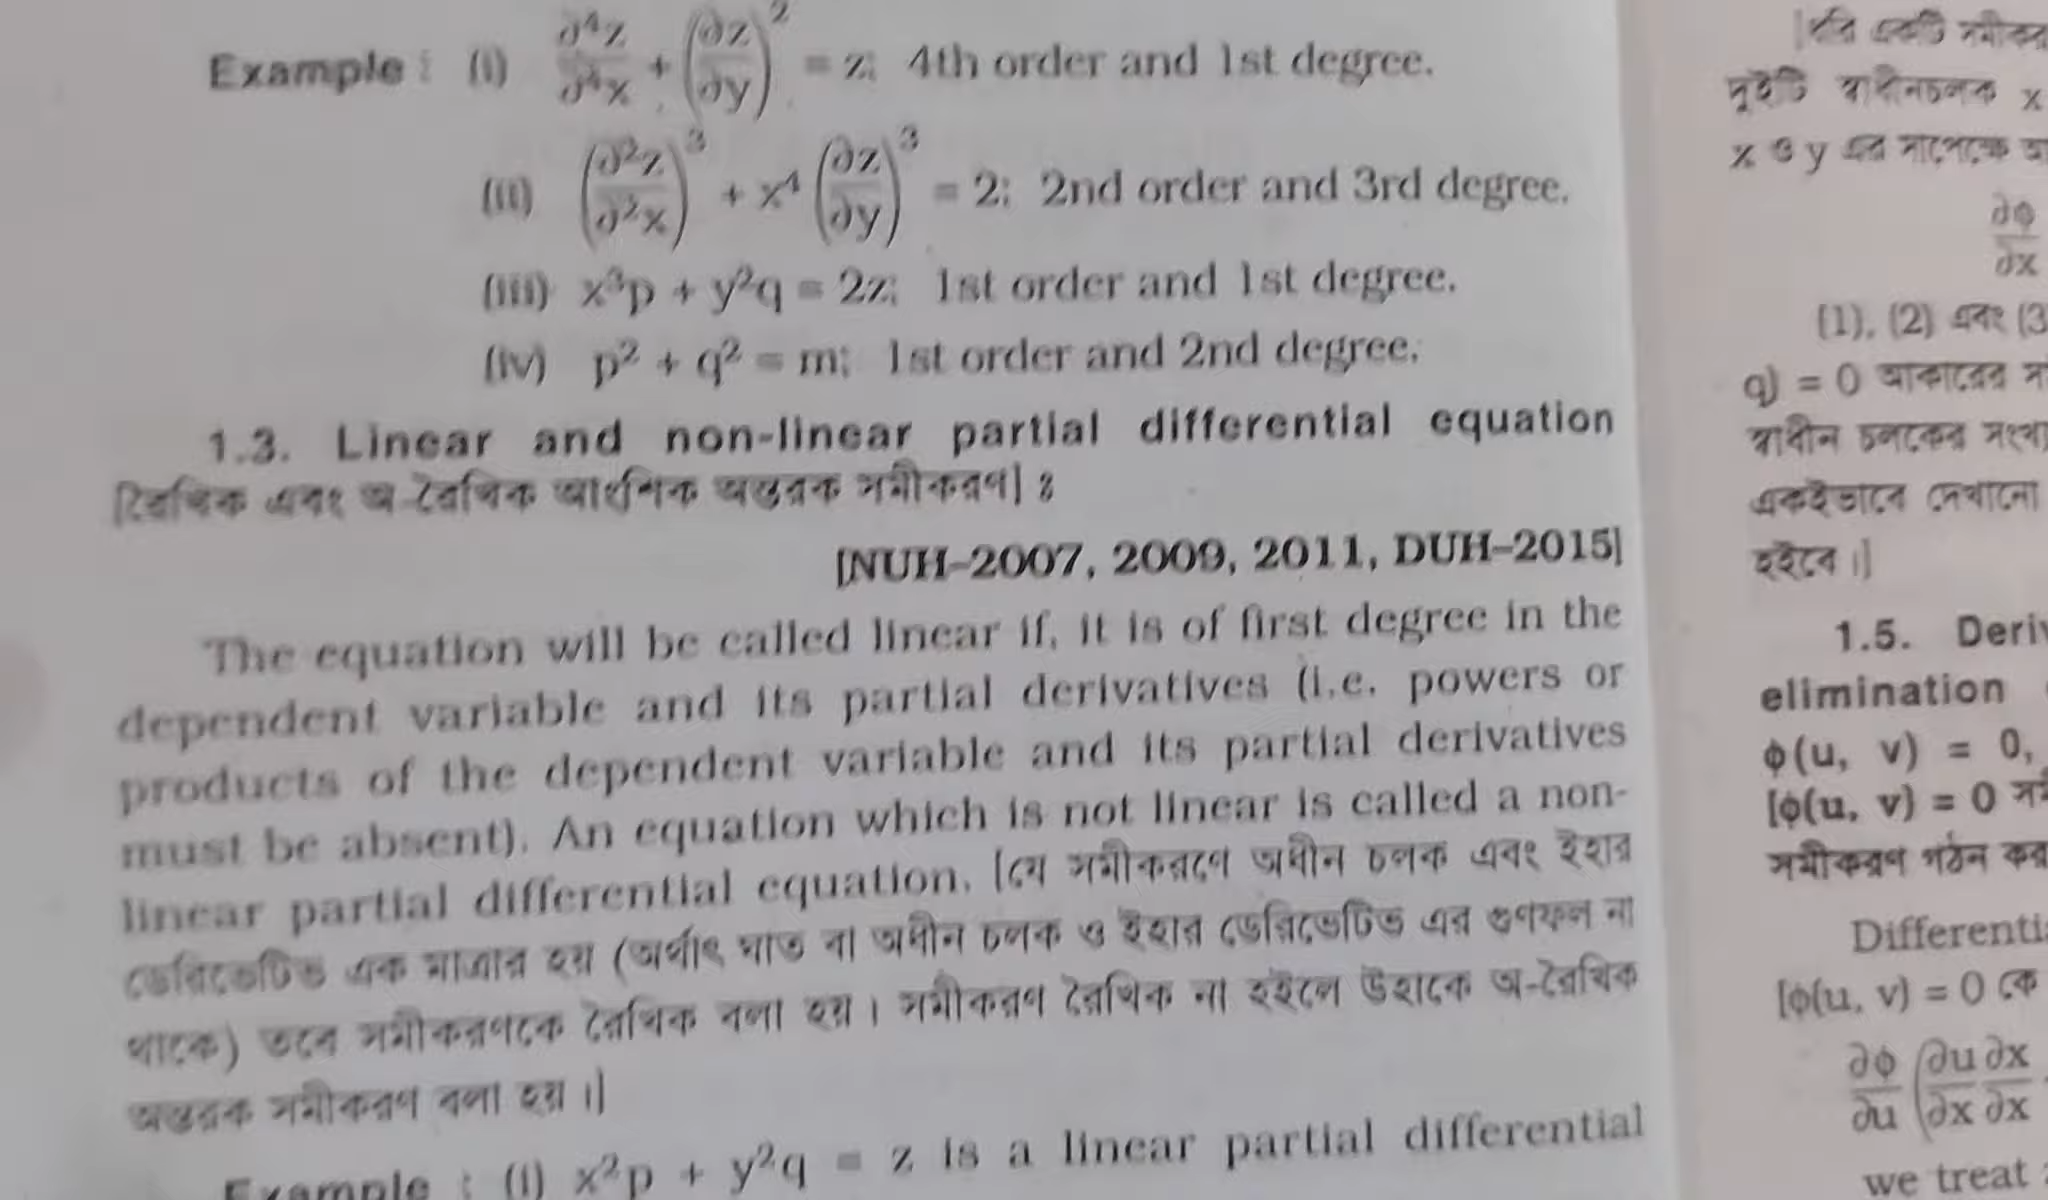 Example : (i) ∂⁴z/∂⁴x + (∂z/∂y)² = z; 4th order and 1st degree.
(ii) (∂²z/∂²x)³ + x⁴ (∂z/∂y)³ = 2; 2nd order and 3rd degree.
(iii) x³p + y²q = 2z; 1st order and 1st degree.
(iv) p² + q² = m; 1st order and 2nd degree.
1.3. Linear and non-linear partial differential equation
[রৈখিক এবং অ-রৈখিক আংশিক অন্তরক সমীকরণ] ঃ
[NUH–2007, 2009, 2011, DUH–2015]
The equation will be called linear if, it is of first degree in the
dependent variable and its partial derivatives (i.e. powers or
products of the dependent variable and its partial derivatives
must be absent). An equation which is not linear is called a non-
linear partial differential equation. [যে সমীকরণে অধীন চলক এবং ইহার
ডেরিভেটিভ এক মাত্রার হয় (অর্থাৎ ঘাত বা অধীন চলক ও ইহার ডেরিভেটিভ এর গুণফল না
থাকে) তবে সমীকরণকে রৈখিক বলা হয়। সমীকরণ রৈখিক না হইলে উহাকে অ-রৈখিক
অন্তরক সমীকরণ বলা হয়।]
Example : (i) x²p + y²q = z is a linear partial differential
যদি একটি
দুইটি স্বাধীনচলক x
x ও y এর সাপেক্ষে
∂ϕ/∂x
(1), (2) এবং (3
q) = 0 আকারের
স্বাধীন চলকের সংখ্যা
একইভাবে দেখানো
হইবে।]
1.5. Deriv
elimination
ϕ(u, v) = 0,
[ϕ(u, v) = 0
সমীকরণ গঠন কর
Differentia
[ϕ(u, v) = 0 কে
∂ϕ/∂u (∂u/∂x ∂x/∂x
we treat